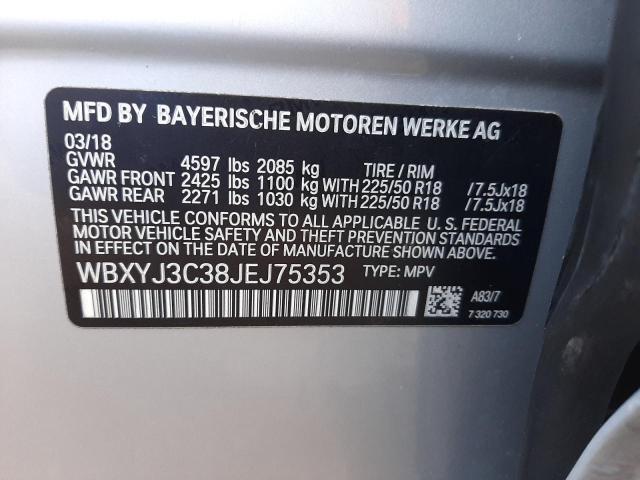 MFD BY BAYERISCHE MOTOREN WERKE AG
03/18
GVWR 4597 lbs 2085 kg TIRE / RIM
GAWR FRONT 2425 lbs 1100 kg WITH 225/50 R18 /7.5Jx18
GAWR REAR 2271 lbs 1030 kg WITH 225/50 R18 /7.5Jx18
THIS VEHICLE CONFORMS TO ALL APPLICABLE U. S. FEDERAL
MOTOR VEHICLE SAFETY AND THEFT PREVENTION STANDARDS
IN EFFECT ON THE DATE OF MANUFACTURE SHOWN ABOVE.
WBXYJ3C38JEJ75353 TYPE: MPV
A83/7
7 320 730